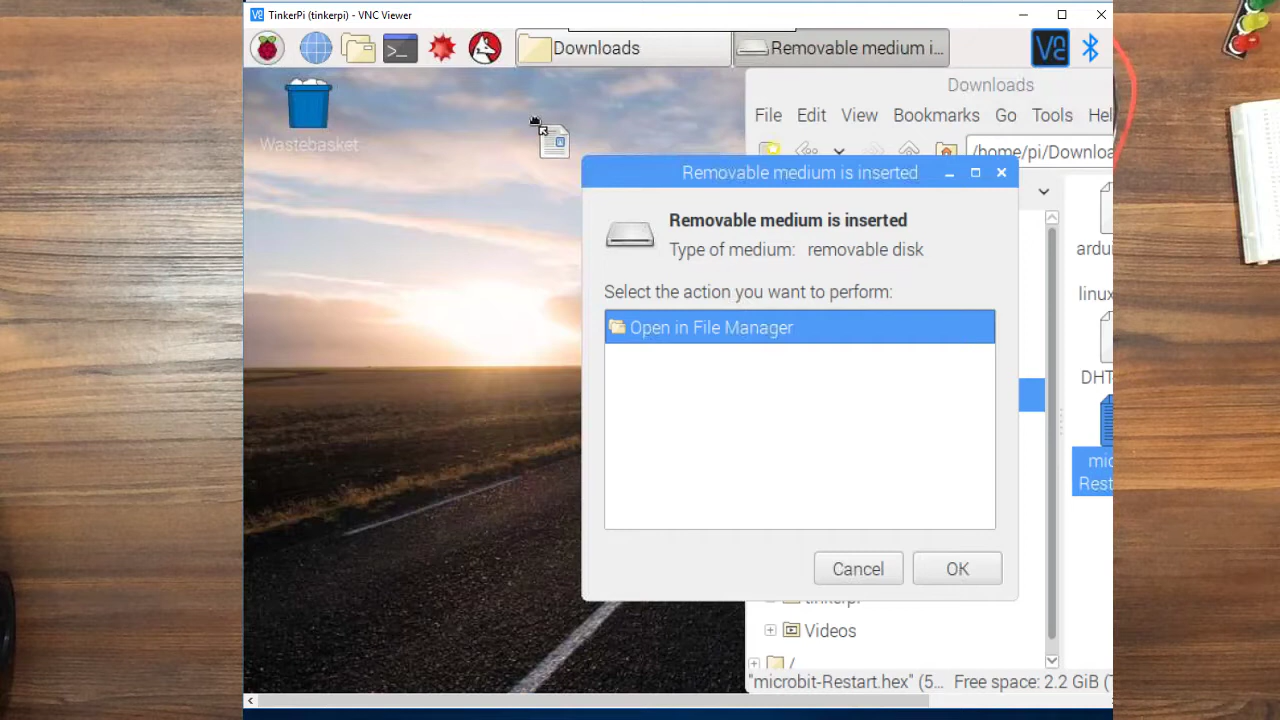 TinkerPi (tinkerpi) - VNC Viewer
Downloads
Removable medium i...
Downloads
Wastebasket
File Edit View Bookmarks Go Tools Hel
/home/pi/Downloa
Removable medium is inserted
Removable medium is inserted
Type of medium: removable disk
Select the action you want to perform:
Open in File Manager
Cancel OK
ardu
linux
DHT
mic
Rest
tinkerpi
Videos
/
"microbit-Restart.hex" (5... Free space: 2.2 GiB (T